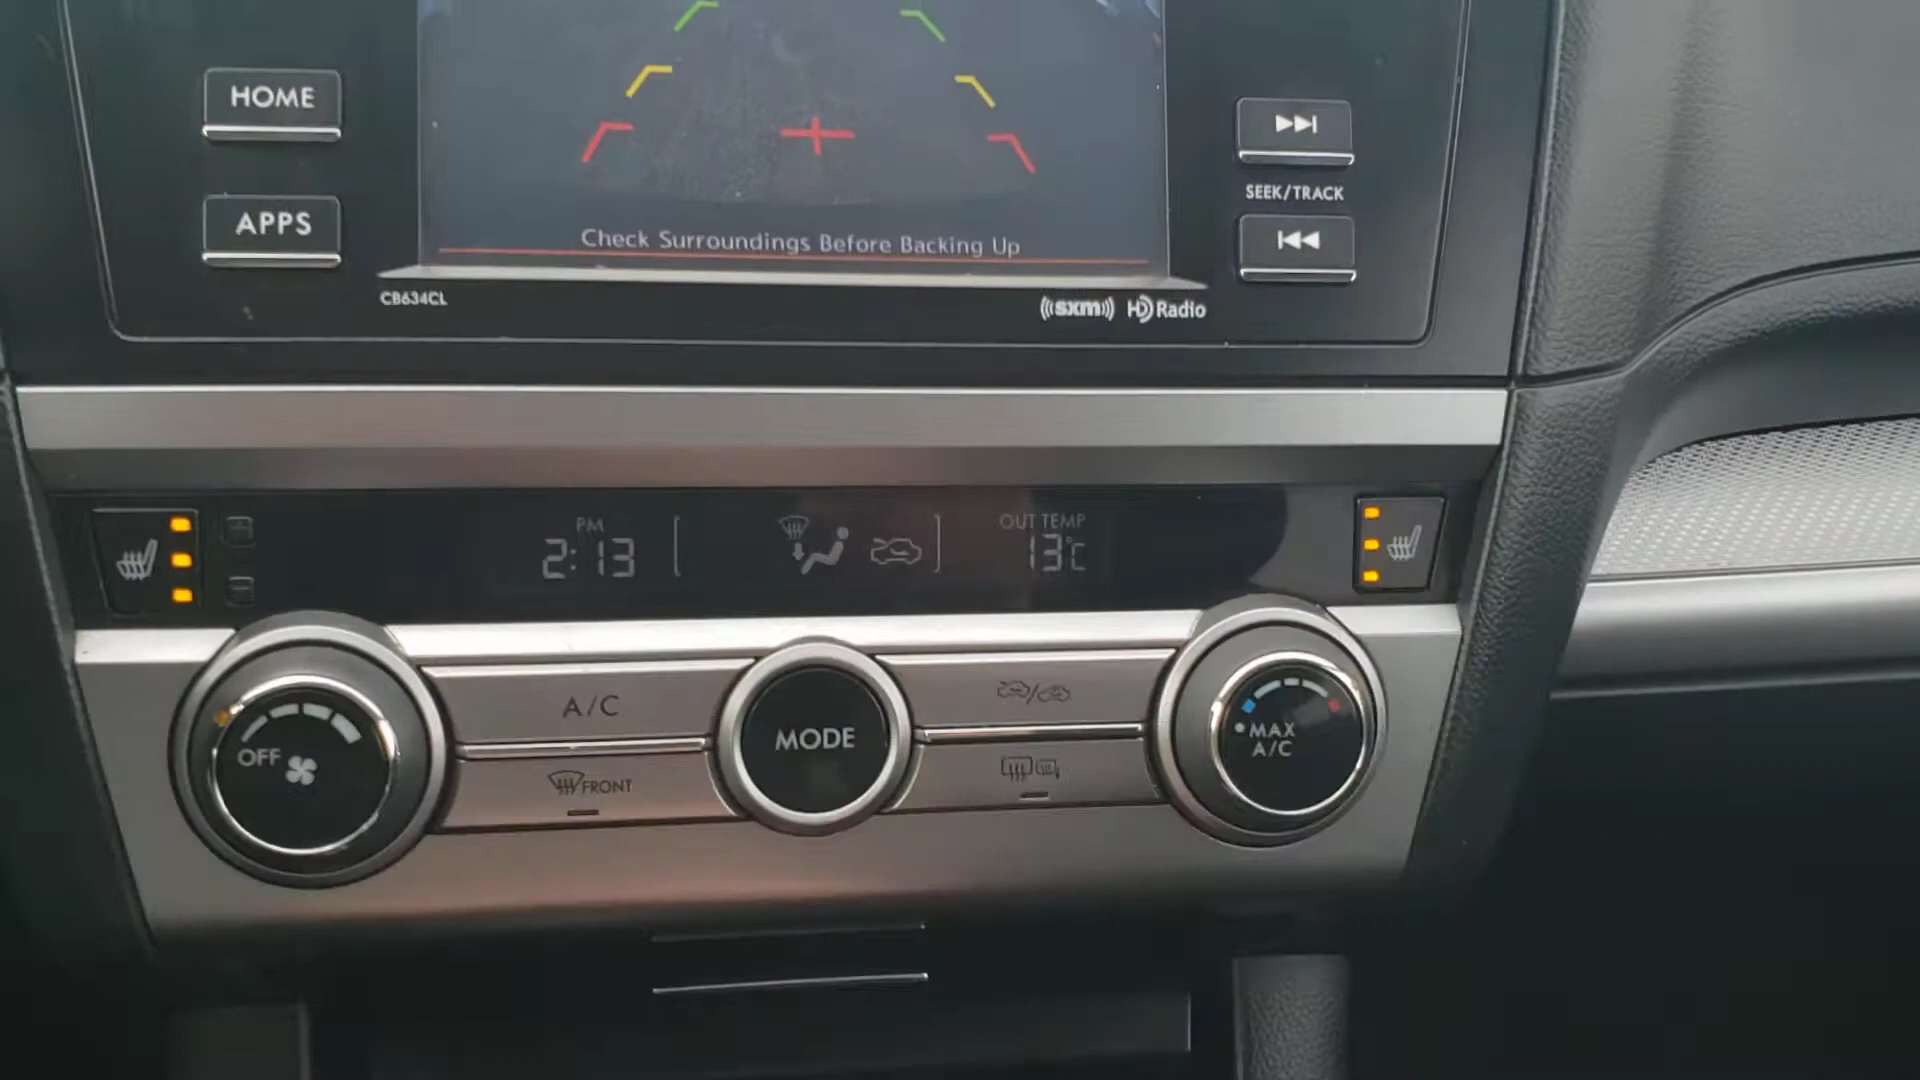 HOME
APPS
SEEK/TRACK
Check Surroundings Before Backing Up
CB634CL
((sxm)) HD Radio
PM
2:13
OUT TEMP
13°C
A/C
MODE
OFF
FRONT
MAX
A/C